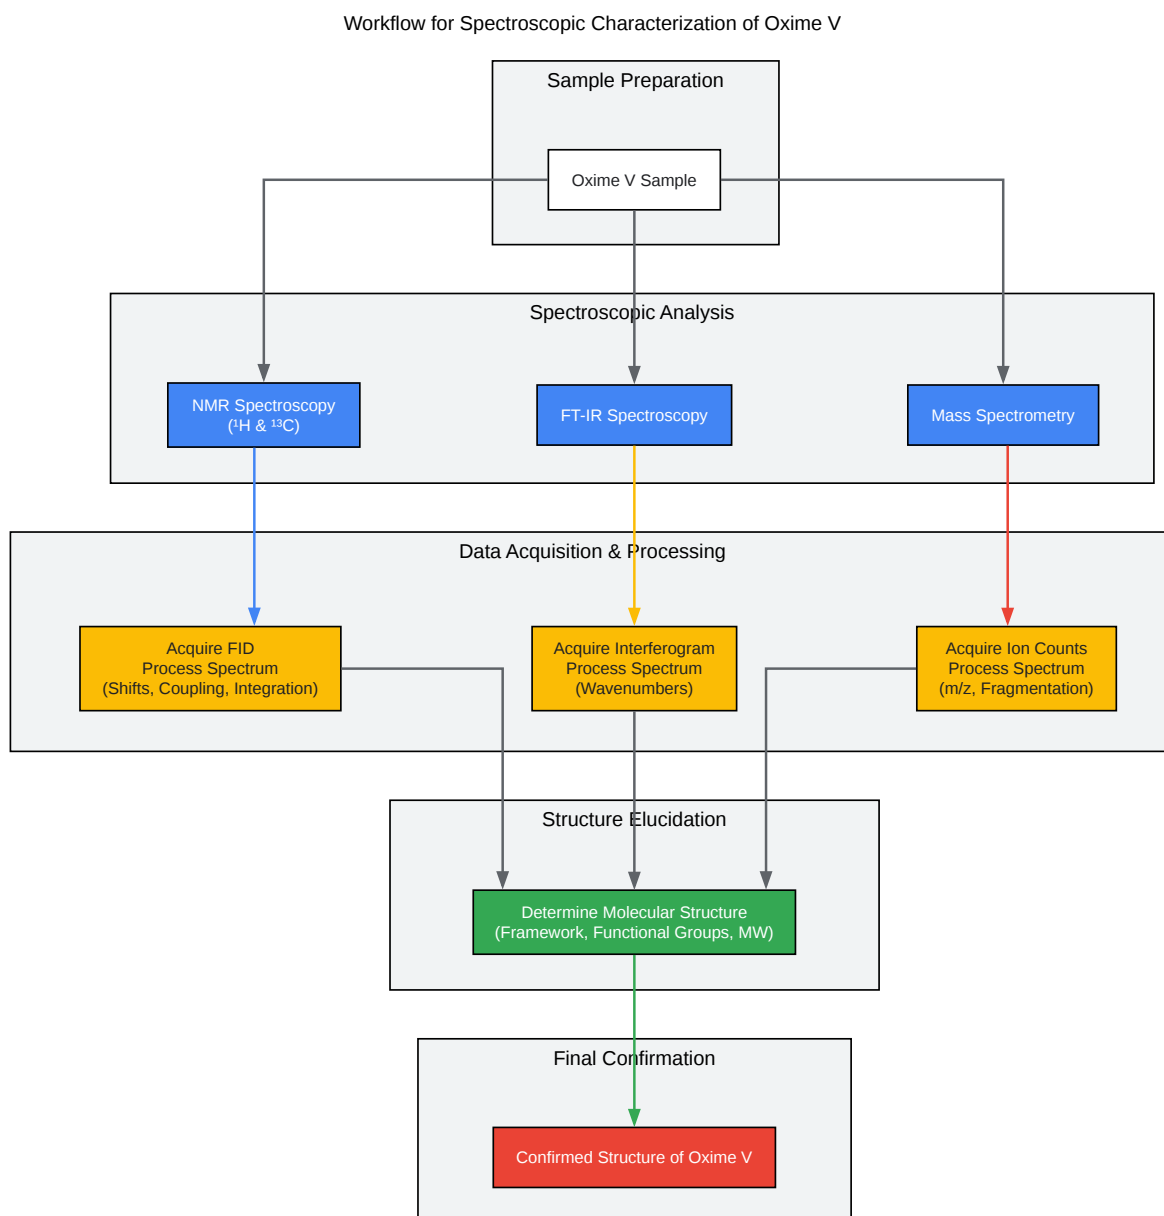 Workflow for Spectroscopic Characterization of Oxime V
Sample Preparation
Oxime V Sample
Spectroscopic Analysis
NMR Spectroscopy
(¹H & ¹³C)
FT-IR Spectroscopy
Mass Spectrometry
Data Acquisition & Processing
Acquire FID
Process Spectrum
(Shifts, Coupling, Integration)
Acquire Interferogram
Process Spectrum
(Wavenumbers)
Acquire Ion Counts
Process Spectrum
(m/z, Fragmentation)
Structure Elucidation
Determine Molecular Structure
(Framework, Functional Groups, MW)
Final Confirmation
Confirmed Structure of Oxime V